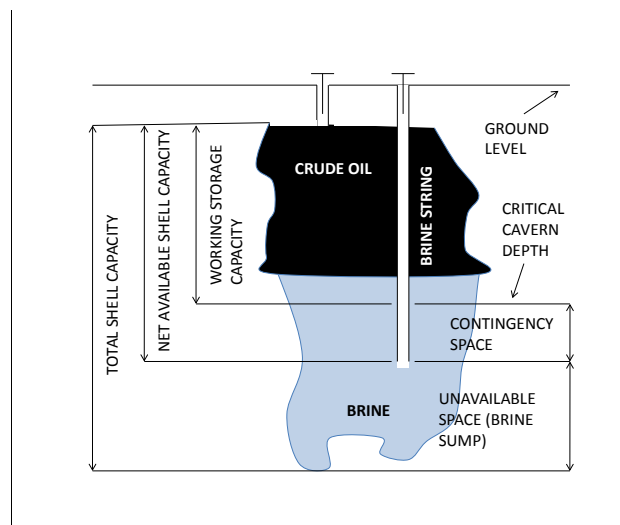 GROUND
LEVEL
CRUDE OIL
BRINE STRING
CRITICAL
CAVERN
DEPTH
TOTAL SHELL CAPACITY
NET AVAILABLE SHELL CAPACITY
WORKING STORAGE
CAPACITY
CONTINGENCY
SPACE
BRINE
UNAVAILABLE
SPACE (BRINE
SUMP)